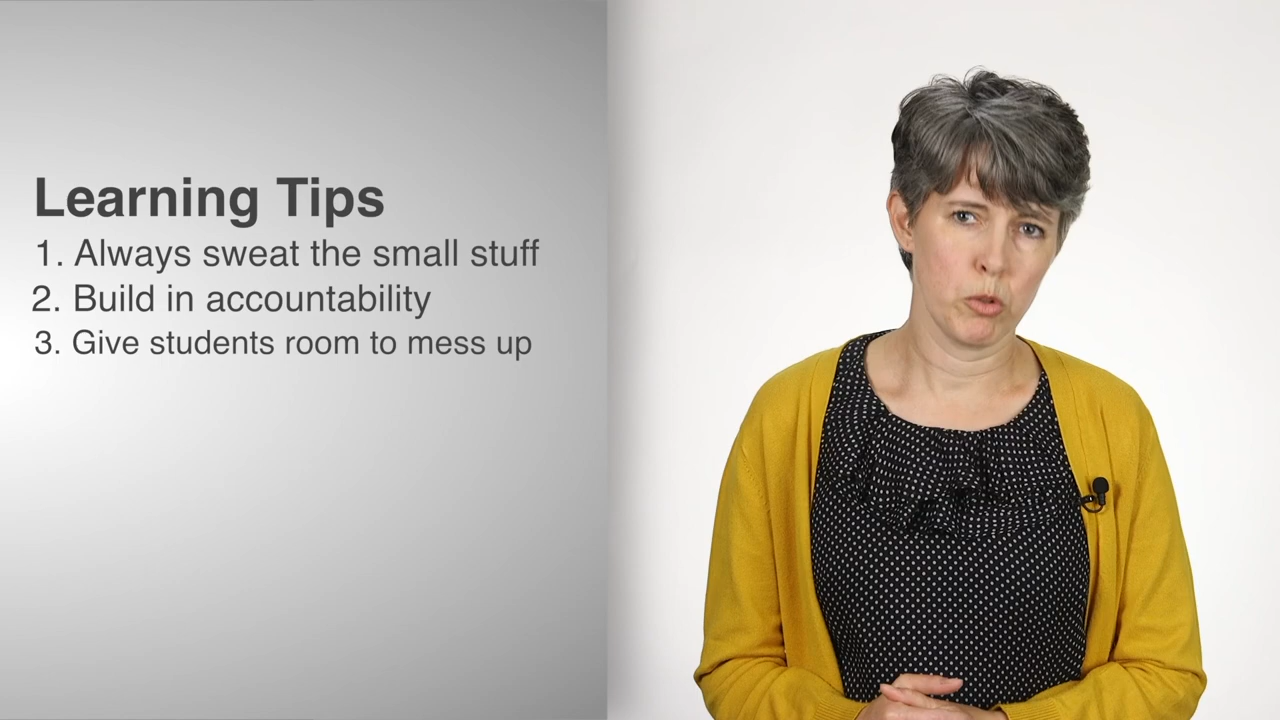 Learning Tips
1. Always sweat the small stuff
2. Build in accountability
3. Give students room to mess up